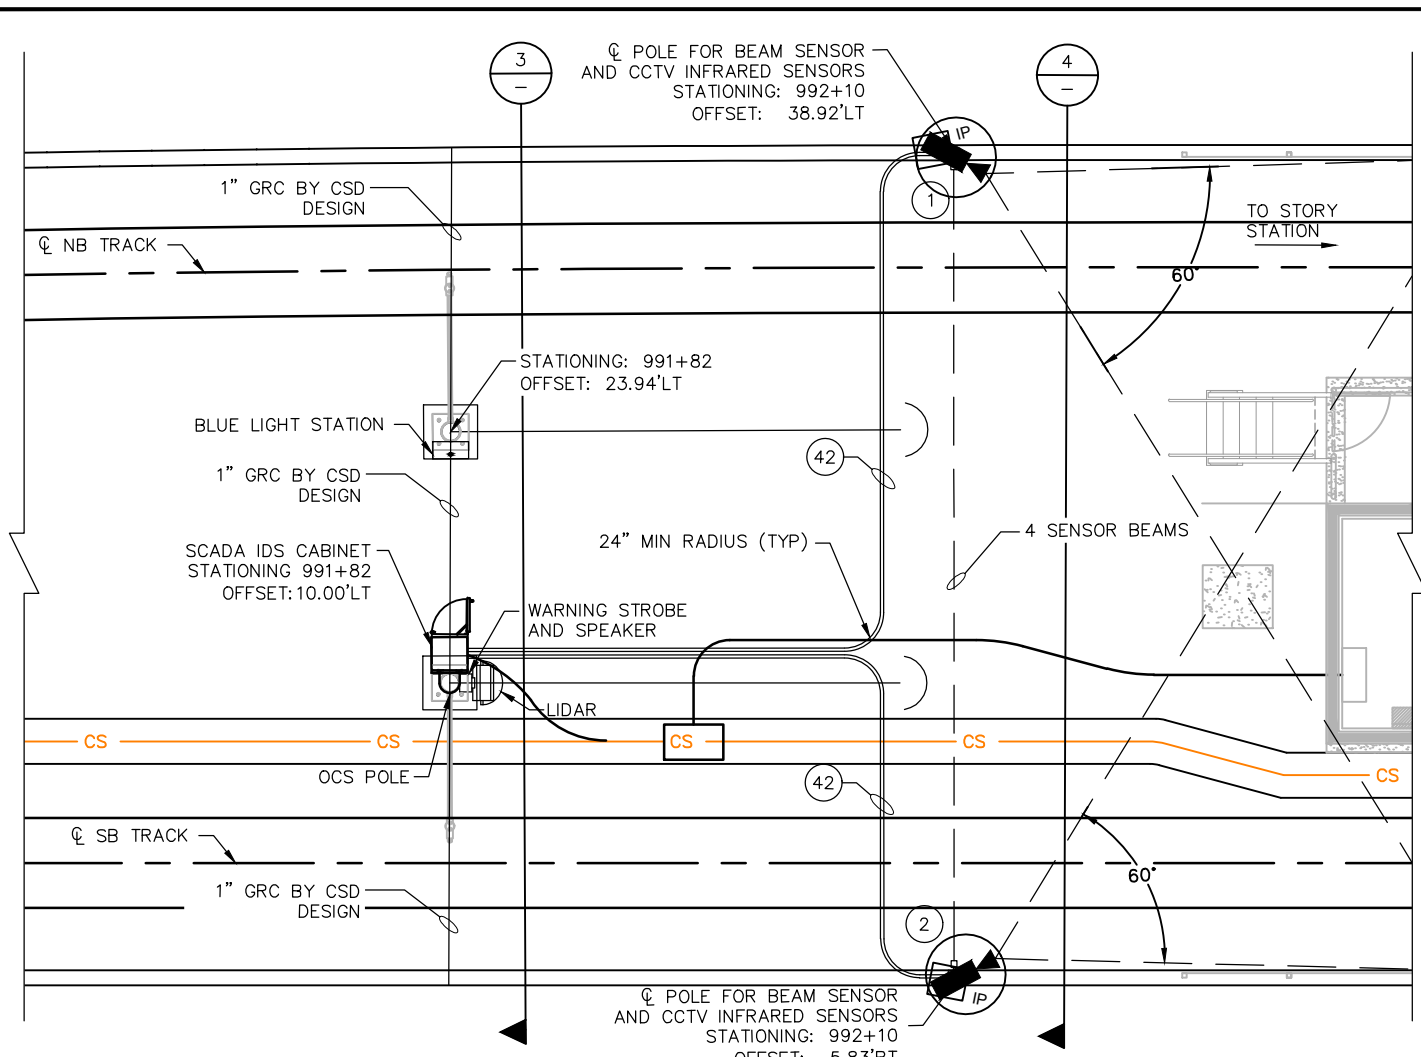 3
–
℄ POLE FOR BEAM SENSOR
AND CCTV INFRARED SENSORS
STATIONING: 992+10
OFFSET: 38.92'LT
4
–
IP
1
1" GRC BY CSD
DESIGN
TO STORY
STATION
℄ NB TRACK
60°
STATIONING: 991+82
OFFSET: 23.94'LT
BLUE LIGHT STATION
42
1" GRC BY CSD
DESIGN
24" MIN RADIUS (TYP)
4 SENSOR BEAMS
SCADA IDS CABINET
STATIONING 991+82
OFFSET: 10.00'LT
WARNING STROBE
AND SPEAKER
LIDAR
CS
CS
CS
CS
CS
OCS POLE
42
℄ SB TRACK
60°
1" GRC BY CSD
DESIGN
2
IP
℄ POLE FOR BEAM SENSOR
AND CCTV INFRARED SENSORS
STATIONING: 992+10
OFFSET: 5.83'RT